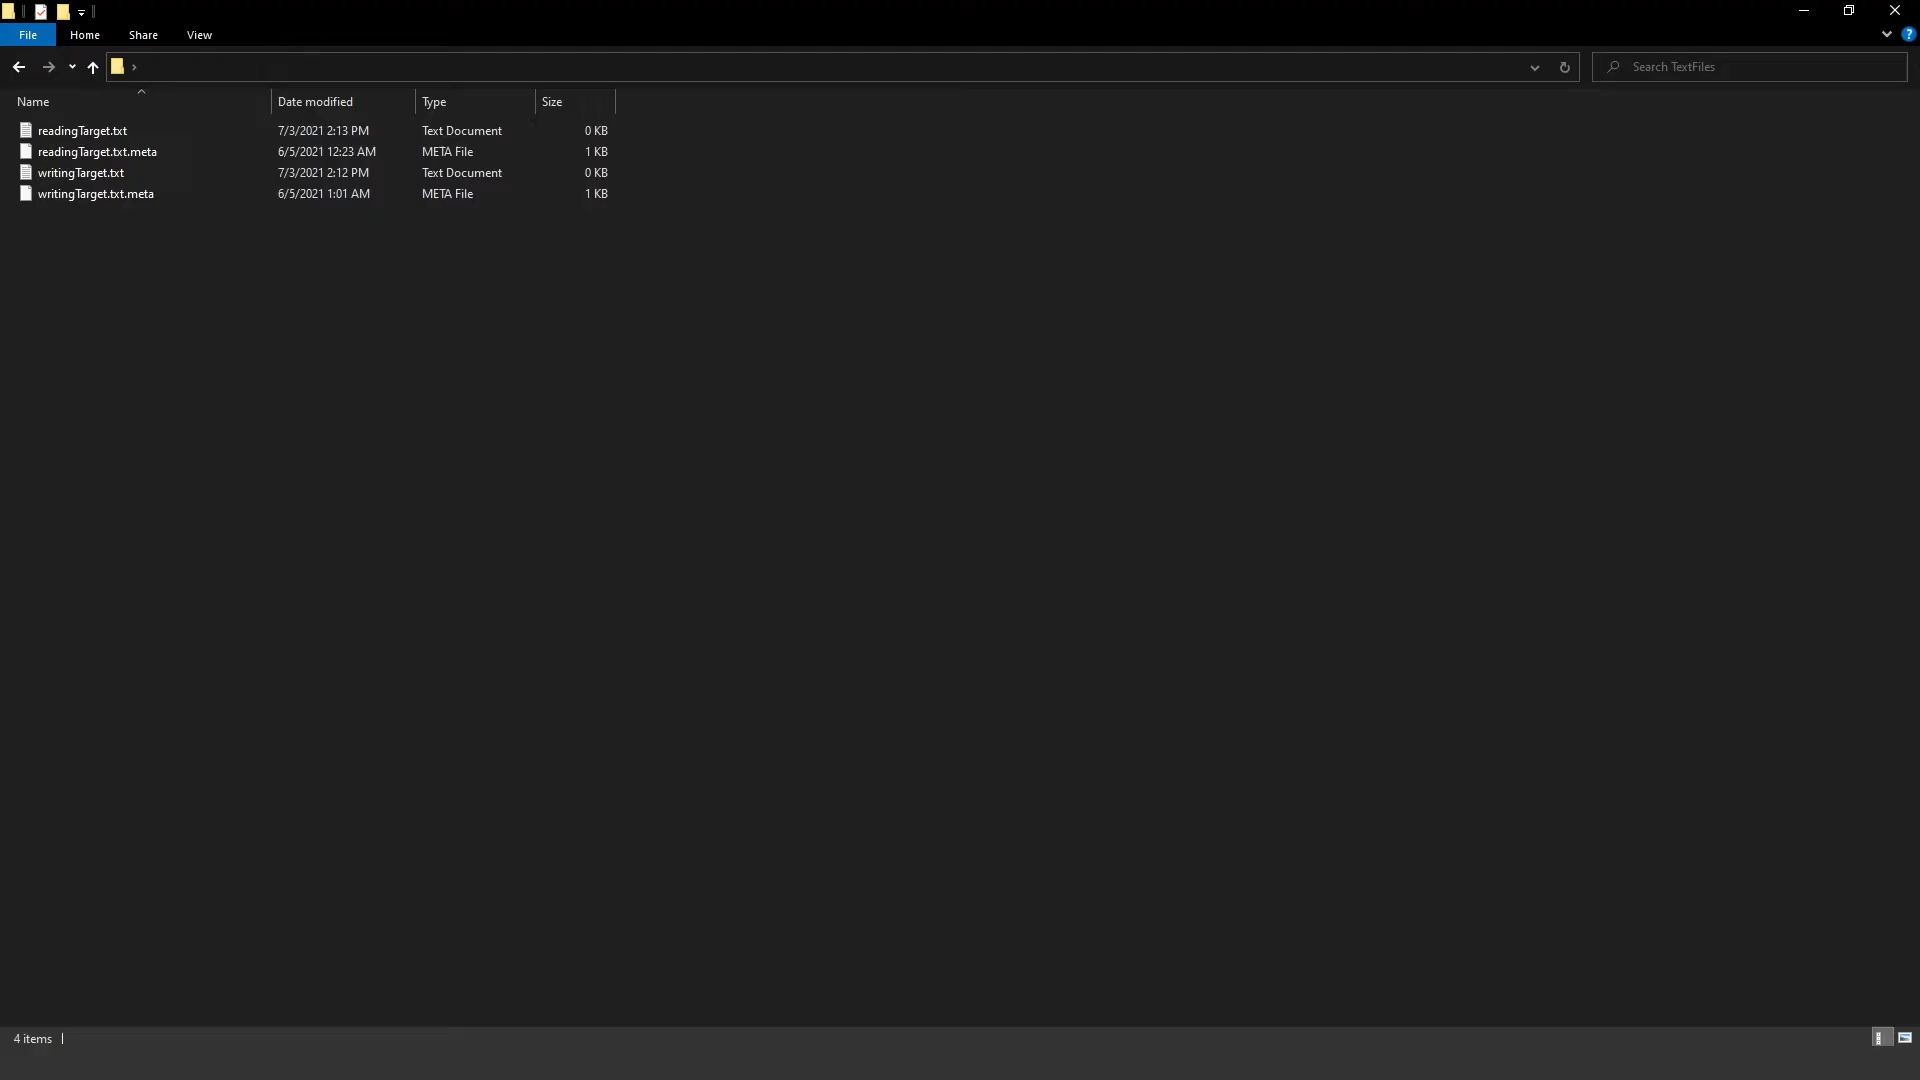 File Home Share View
Search TextFiles
Name Date modified Type Size
readingTarget.txt 7/3/2021 2:13 PM Text Document 0 KB
readingTarget.txt.meta 6/5/2021 12:23 AM META File 1 KB
writingTarget.txt 7/3/2021 2:12 PM Text Document 0 KB
writingTarget.txt.meta 6/5/2021 1:01 AM META File 1 KB
4 items